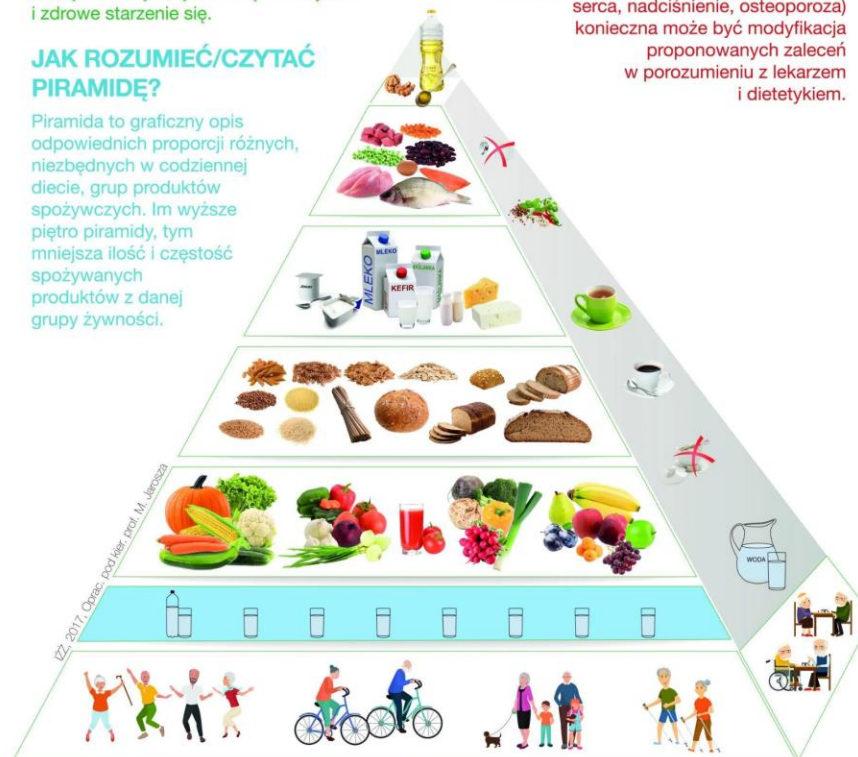 i zdrowe starzenie się.
JAK ROZUMIEĆ/CZYTAĆ
PIRAMIDĘ?
Piramida to graficzny opis
odpowiednich proporcji różnych,
niezbędnych w codziennej
diecie, grup produktów
spożywczych. Im wyższe
piętro piramidy, tym
mniejsza ilość i częstość
spożywanych
produktów z danej
grupy żywności.
serca, nadciśnienie, osteoporoza)
konieczna może być modyfikacja
proponowanych zaleceń
w porozumieniu z lekarzem
i dietetykiem.
MLEKO
MLEKO
KEFIR
WODA
IŻŻ, 2017, Oprac. pod kier. prof. M. Jarosza